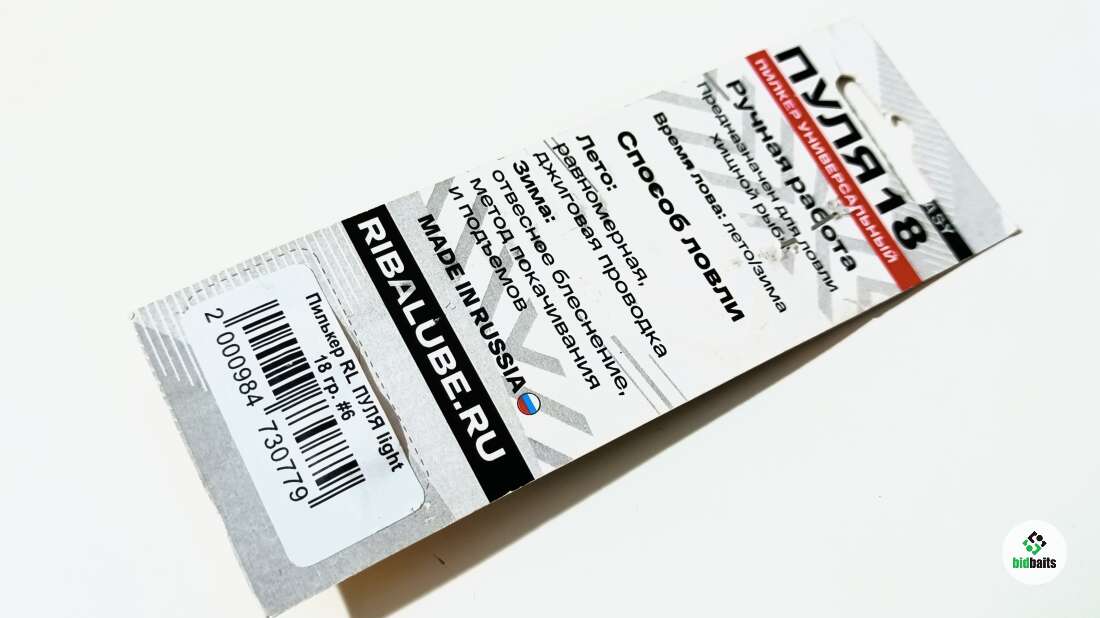 ПУЛЯ 18
ASY
ПИЛКЕР УНИВЕРСАЛЬНЫЙ
Ручная работа
Предназначен для ловли
хищной рыбы
Время лова: лето/зима
Способ ловли
Лето:
равномерная,
джиговая проводка
Зима:
отвесное блеснение,
метод покачивания
и подъемов
MADE IN RUSSIA
RIBALUBE.RU
Пилькер RL ПУЛЯ light
18 гр. #6
2 000984 730779
bidbaits